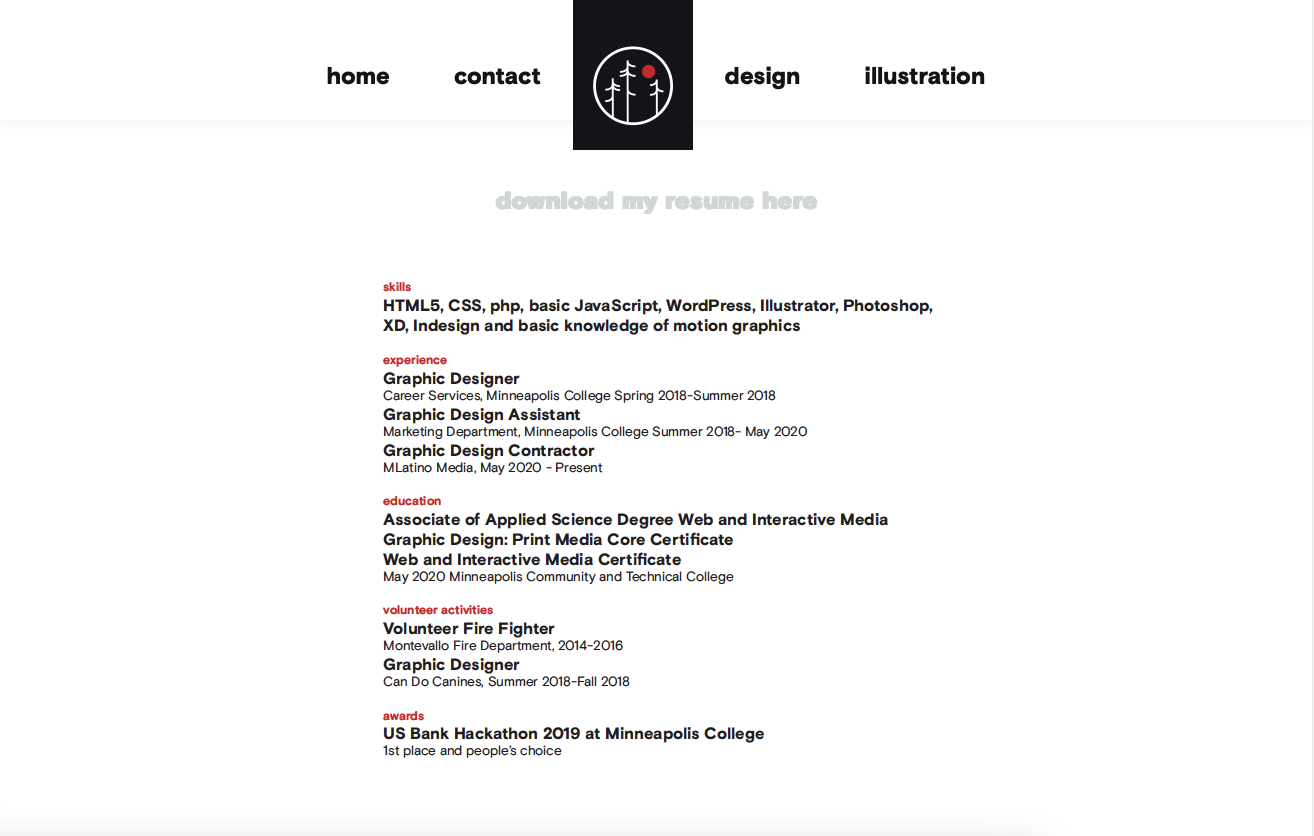 home
contact
design
illustration
download my resume here
skills
HTML5, CSS, php, basic JavaScript, WordPress, Illustrator, Photoshop,
XD, Indesign and basic knowledge of motion graphics
experience
Graphic Designer
Career Services, Minneapolis College Spring 2018-Summer 2018
Graphic Design Assistant
Marketing Department, Minneapolis College Summer 2018- May 2020
Graphic Design Contractor
MLatino Media, May 2020 - Present
education
Associate of Applied Science Degree Web and Interactive Media
Graphic Design: Print Media Core Certificate
Web and Interactive Media Certificate
May 2020 Minneapolis Community and Technical College
volunteer activities
Volunteer Fire Fighter
Montevallo Fire Department, 2014-2016
Graphic Designer
Can Do Canines, Summer 2018-Fall 2018
awards
US Bank Hackathon 2019 at Minneapolis College
1st place and people's choice